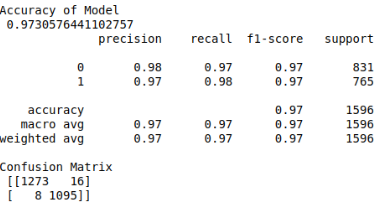 Accuracy of Model
0.9730576441102757
precision recall f1-score support
0 0.98 0.97 0.97 831
1 0.97 0.98 0.97 765
accuracy 0.97 1596
macro avg 0.97 0.97 0.97 1596
weighted avg 0.97 0.97 0.97 1596
Confusion Matrix
[[1273 16]
[ 8 1095]]